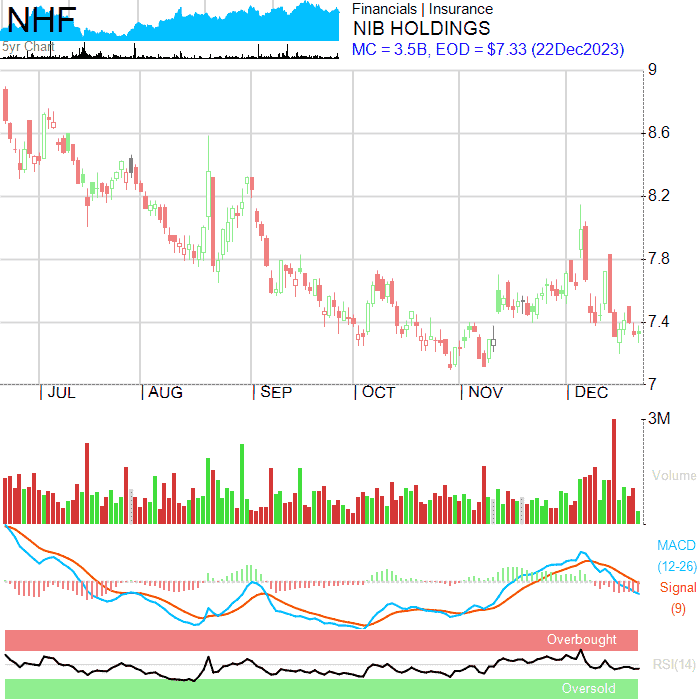 NHF
5yr Chart
Financials | Insurance
NIB HOLDINGS
MC = 3.5B, EOD = $7.33 (22Dec2023)
9
8.6
8.2
7.8
7.4
7
JUL AUG SEP OCT NOV DEC
3M
Volume
MACD
(12-26)
Signal
(9)
Overbought
RSI(14)
Oversold